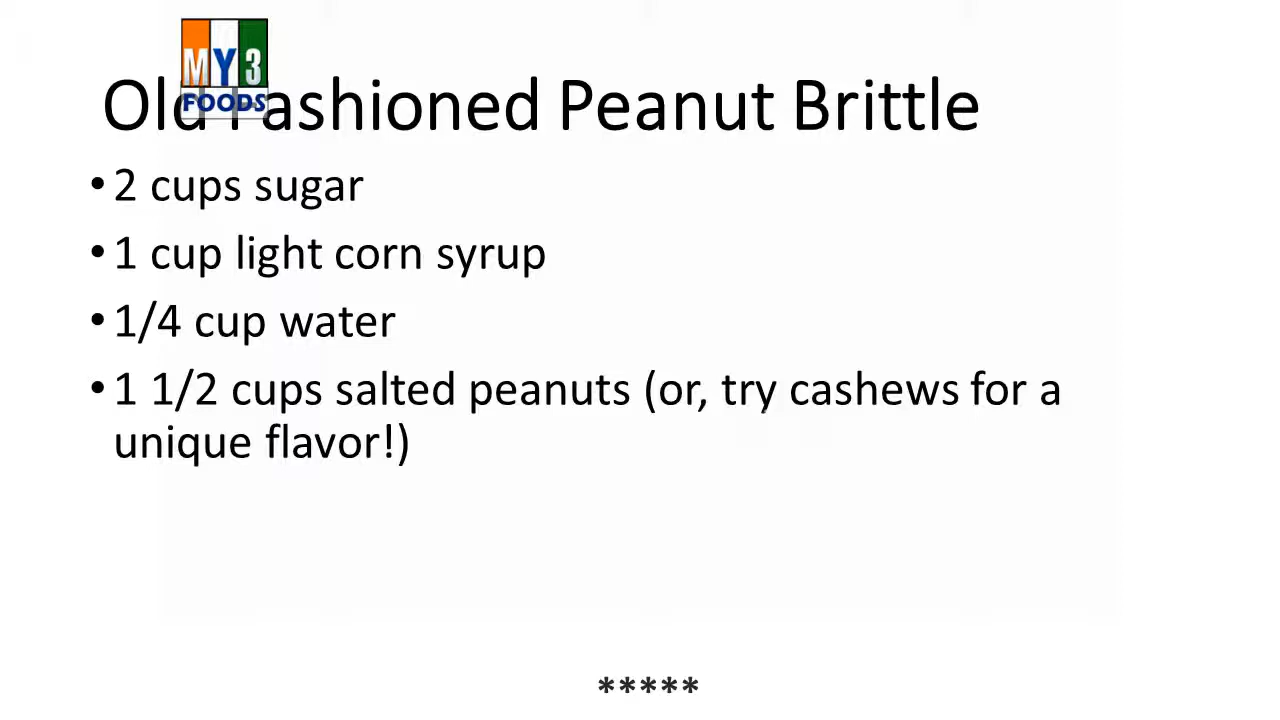 MY3
FOODS
Old Fashioned Peanut Brittle
• 2 cups sugar
• 1 cup light corn syrup
• 1/4 cup water
• 1 1/2 cups salted peanuts (or, try cashews for a
unique flavor!)
*****